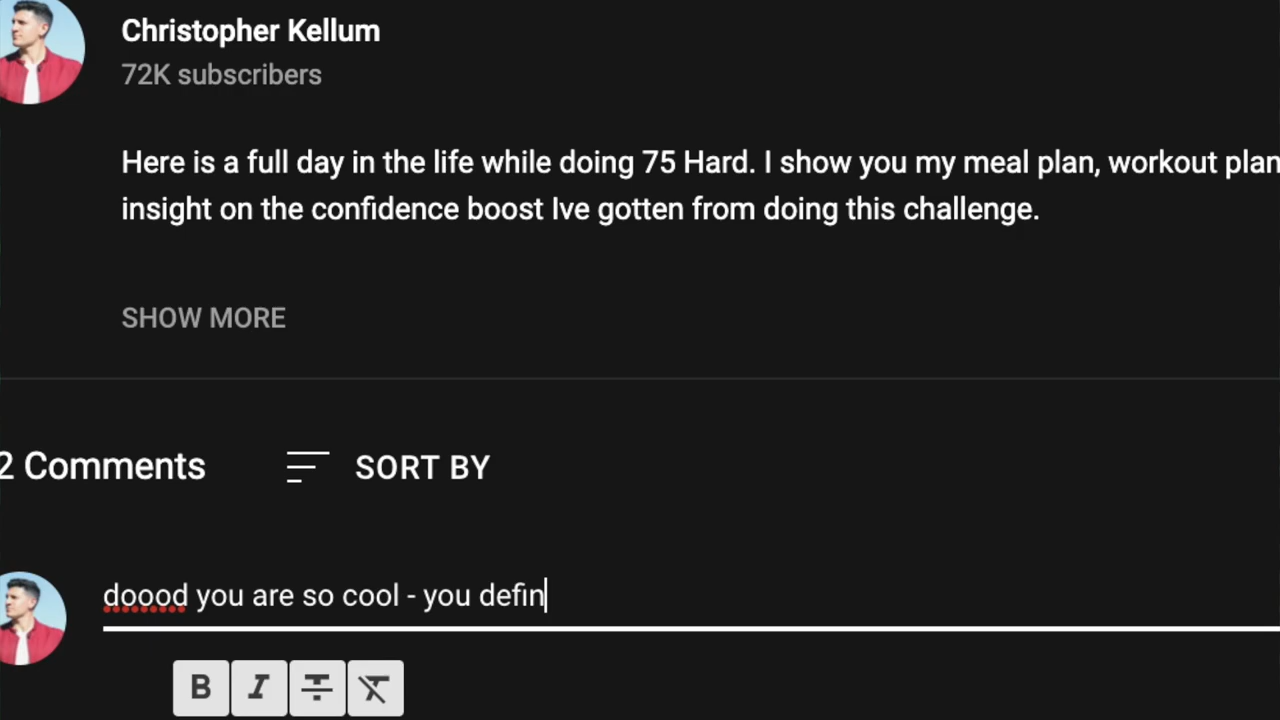 Christopher Kellum
72K subscribers
Here is a full day in the life while doing 75 Hard. I show you my meal plan, workout plan
insight on the confidence boost Ive gotten from doing this challenge.
SHOW MORE
2 Comments SORT BY
doood you are so cool - you defin
B I T T